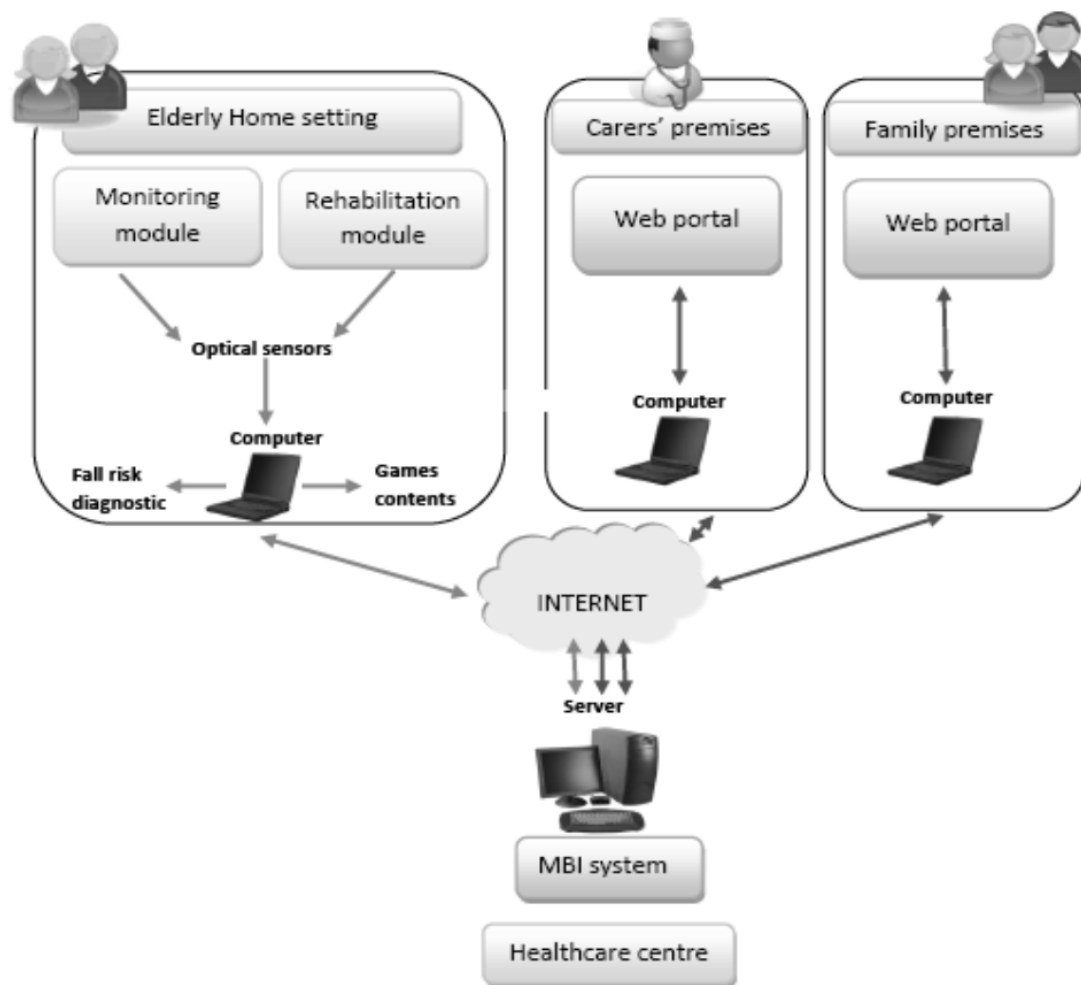 Elderly Home setting
Monitoring
module
Rehabilitation
module
Optical sensors
Computer
Fall risk
diagnostic
Games
contents
Carers’ premises
Web portal
Computer
Family premises
Web portal
Computer
INTERNET
Server
MBI system
Healthcare centre